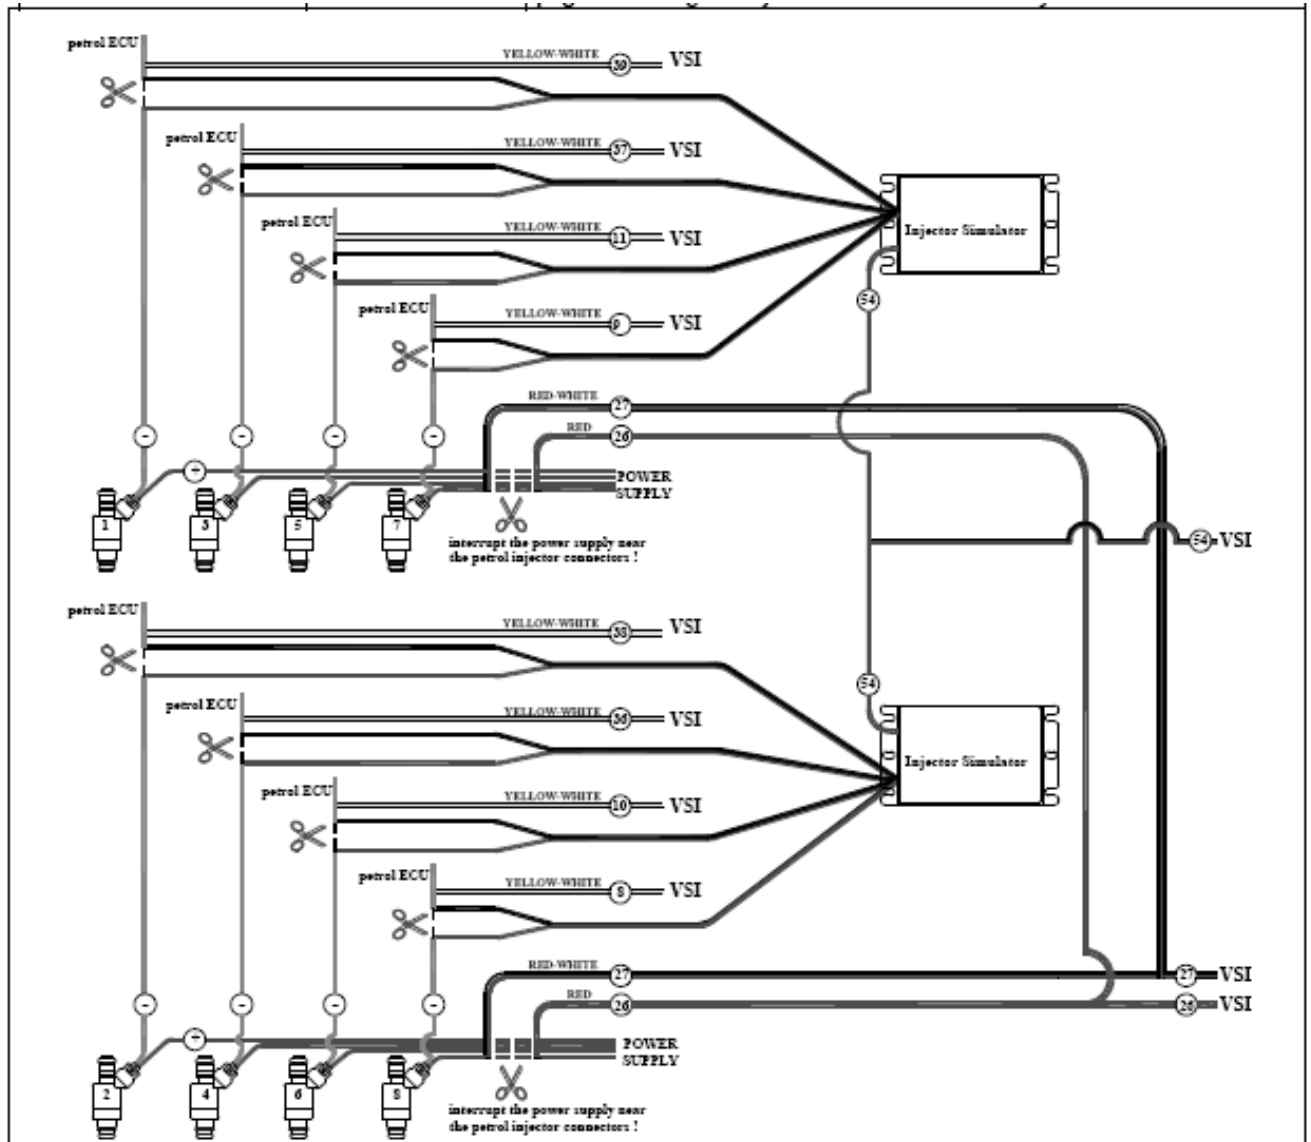 petrol ECU
YELLOW-WHITE 39 VSI
petrol ECU
YELLOW-WHITE 37 VSI
petrol ECU
YELLOW-WHITE 11 VSI
petrol ECU
YELLOW-WHITE 9 VSI
Injector Simulator
54
RED-WHITE 27
RED 26
- - - -
+
POWER
SUPPLY
1 3 5 7
interrupt the power supply near
the petrol injector connectors !
54 VSI
petrol ECU
YELLOW-WHITE 38 VSI
petrol ECU
YELLOW-WHITE 36 VSI
petrol ECU
YELLOW-WHITE 10 VSI
petrol ECU
YELLOW-WHITE 8 VSI
54
Injector Simulator
RED-WHITE 27 27 VSI
RED 26 26 VSI
- - - -
+
POWER
SUPPLY
2 4 6 8
interrupt the power supply near
the petrol injector connectors !